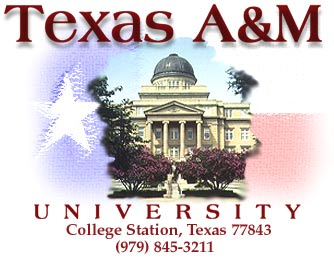 Texas A&M
UNIVERSITY
College Station, Texas 77843
(979) 845-3211